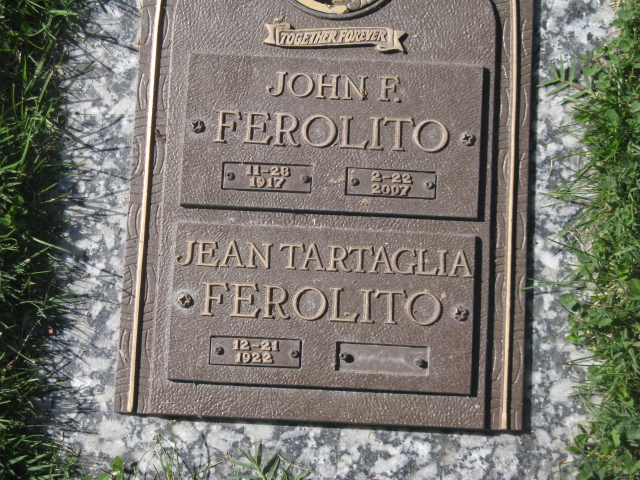 TOGETHER FOREVER
JOHN F.
FEROLITO
11-28
1917
2-22
2007
JEAN TARTAGLIA
FEROLITO
12-21
1922